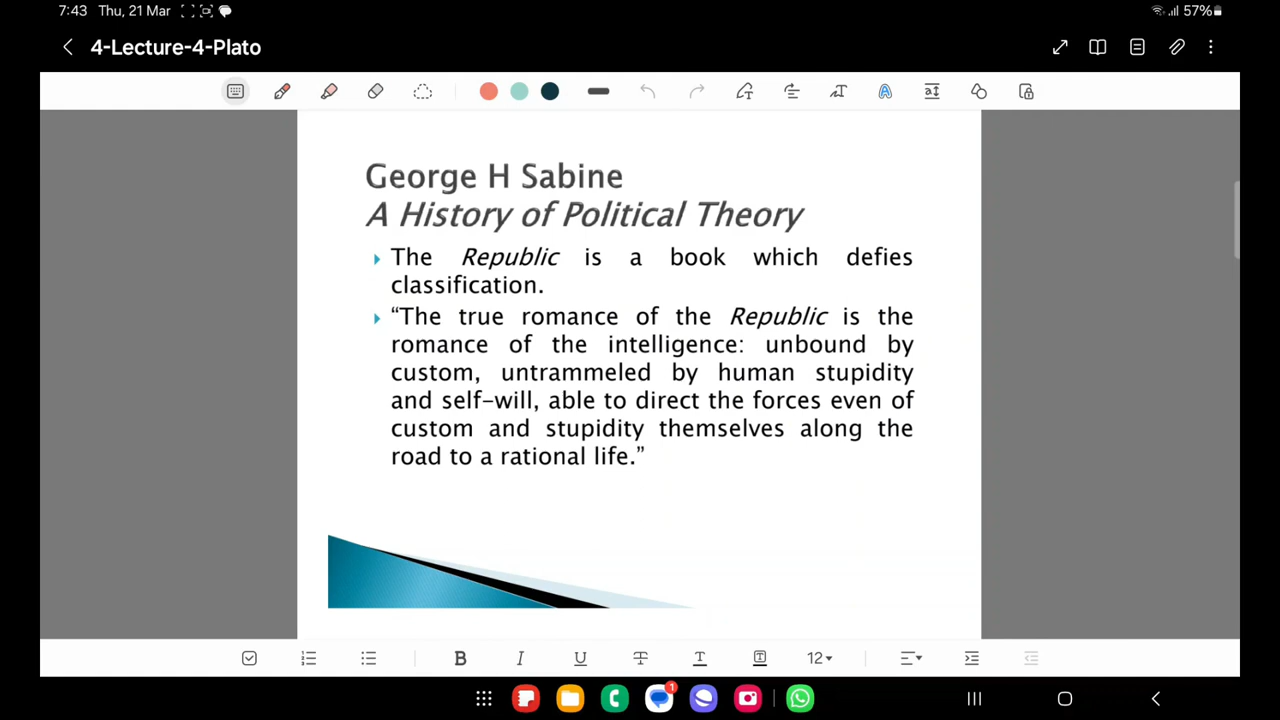 7:43 Thu, 21 Mar
57%
4-Lecture-4-Plato
George H Sabine
A History of Political Theory
The Republic is a book which defies
classification.
“The true romance of the Republic is the
romance of the intelligence: unbound by
custom, untrammeled by human stupidity
and self-will, able to direct the forces even of
custom and stupidity themselves along the
road to a rational life.”
B I U T T T 12
1